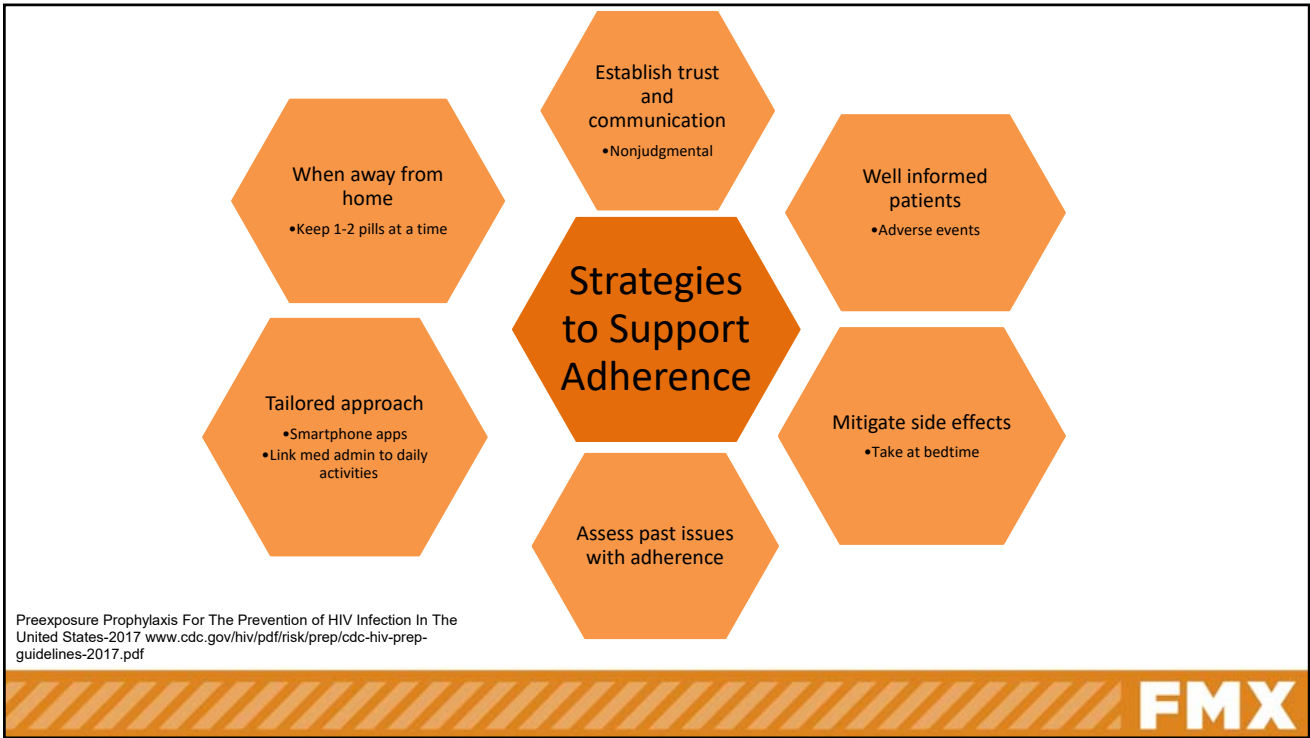 Establish trust
and
communication
•Nonjudgmental
When away from
home
•Keep 1-2 pills at a time
Well informed
patients
•Adverse events
Strategies
to Support
Adherence
Tailored approach
•Smartphone apps
•Link med admin to daily
activities
Mitigate side effects
•Take at bedtime
Assess past issues
with adherence
Preexposure Prophylaxis For The Prevention of HIV Infection In The
United States-2017 www.cdc.gov/hiv/pdf/risk/prep/cdc-hiv-prep-
guidelines-2017.pdf
FMX